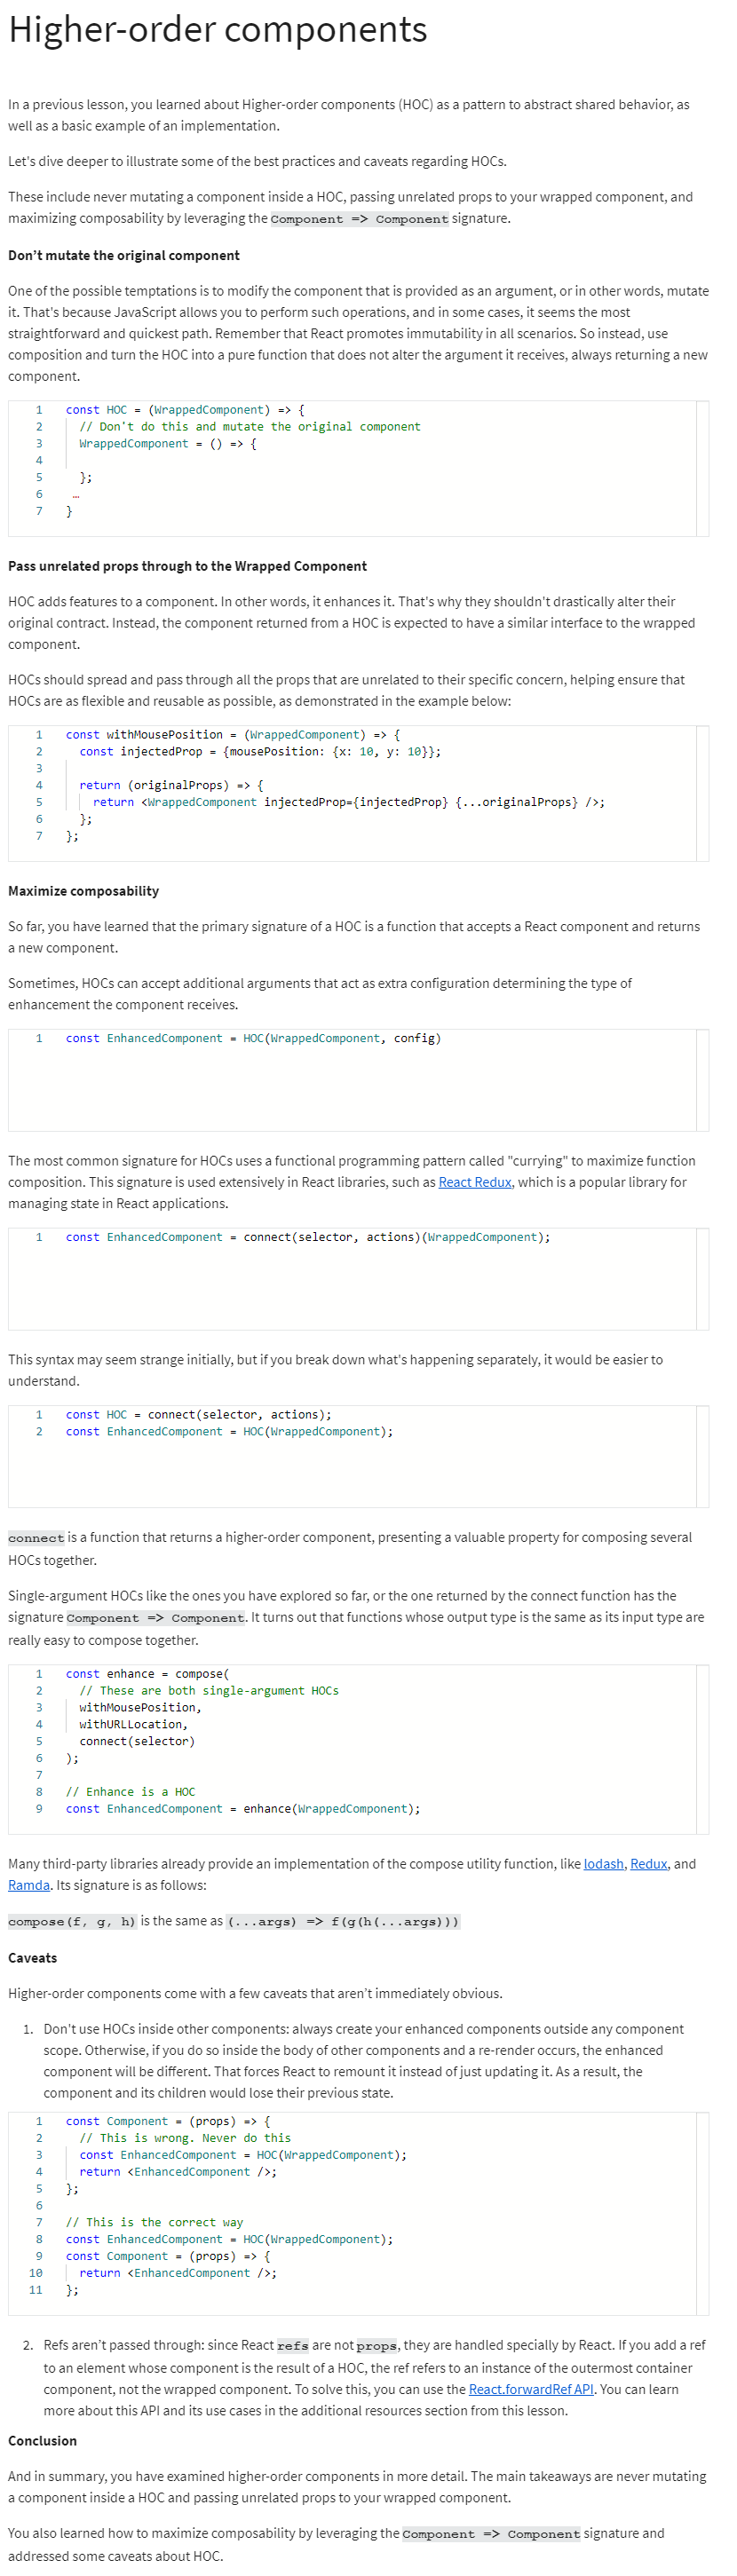 Higher-order components
In a previous lesson, you learned about Higher-order components (HOC) as a pattern to abstract shared behavior, as
well as a basic example of an implementation.
Let's dive deeper to illustrate some of the best practices and caveats regarding HOCs.
These include never mutating a component inside a HOC, passing unrelated props to your wrapped component, and
maximizing composability by leveraging the Component => Component signature.
Don’t mutate the original component
One of the possible temptations is to modify the component that is provided as an argument, or in other words, mutate
it. That's because JavaScript allows you to perform such operations, and in some cases, it seems the most
straightforward and quickest path. Remember that React promotes immutability in all scenarios. So instead, use
composition and turn the HOC into a pure function that does not alter the argument it receives, always returning a new
component.
1 const HOC = (WrappedComponent) => {
2 // Don't do this and mutate the original component
3 WrappedComponent = () => {
4
5 };
6 …
7 }
Pass unrelated props through to the Wrapped Component
HOC adds features to a component. In other words, it enhances it. That's why they shouldn't drastically alter their
original contract. Instead, the component returned from a HOC is expected to have a similar interface to the wrapped
component.
HOCs should spread and pass through all the props that are unrelated to their specific concern, helping ensure that
HOCs are as flexible and reusable as possible, as demonstrated in the example below:
1 const withMousePosition = (WrappedComponent) => {
2 const injectedProp = {mousePosition: {x: 10, y: 10}};
3
4 return (originalProps) => {
5 return <WrappedComponent injectedProp={injectedProp} {...originalProps} />;
6 };
7 };
Maximize composability
So far, you have learned that the primary signature of a HOC is a function that accepts a React component and returns
a new component.
Sometimes, HOCs can accept additional arguments that act as extra configuration determining the type of
enhancement the component receives.
1 const EnhancedComponent = HOC(WrappedComponent, config)
The most common signature for HOCs uses a functional programming pattern called "currying" to maximize function
composition. This signature is used extensively in React libraries, such as React Redux, which is a popular library for
managing state in React applications.
1 const EnhancedComponent = connect(selector, actions)(WrappedComponent);
This syntax may seem strange initially, but if you break down what's happening separately, it would be easier to
understand.
1 const HOC = connect(selector, actions);
2 const EnhancedComponent = HOC(WrappedComponent);
connect is a function that returns a higher-order component, presenting a valuable property for composing several
HOCs together.
Single-argument HOCs like the ones you have explored so far, or the one returned by the connect function has the
signature Component => Component. It turns out that functions whose output type is the same as its input type are
really easy to compose together.
1 const enhance = compose(
2 // These are both single-argument HOCs
3 withMousePosition,
4 withURLLocation,
5 connect(selector)
6 );
7
8 // Enhance is a HOC
9 const EnhancedComponent = enhance(WrappedComponent);
Many third-party libraries already provide an implementation of the compose utility function, like lodash, Redux, and
Ramda. Its signature is as follows:
compose(f, g, h) is the same as (...args) => f(g(h(...args)))
Caveats
Higher-order components come with a few caveats that aren’t immediately obvious.
1. Don't use HOCs inside other components: always create your enhanced components outside any component
scope. Otherwise, if you do so inside the body of other components and a re-render occurs, the enhanced
component will be different. That forces React to remount it instead of just updating it. As a result, the
component and its children would lose their previous state.
1 const Component = (props) => {
2 // This is wrong. Never do this
3 const EnhancedComponent = HOC(WrappedComponent);
4 return <EnhancedComponent />;
5 };
6
7 // This is the correct way
8 const EnhancedComponent = HOC(WrappedComponent);
9 const Component = (props) => {
10 return <EnhancedComponent />;
11 };
2. Refs aren’t passed through: since React refs are not props, they are handled specially by React. If you add a ref
to an element whose component is the result of a HOC, the ref refers to an instance of the outermost container
component, not the wrapped component. To solve this, you can use the React.forwardRef API. You can learn
more about this API and its use cases in the additional resources section from this lesson.
Conclusion
And in summary, you have examined higher-order components in more detail. The main takeaways are never mutating
a component inside a HOC and passing unrelated props to your wrapped component.
You also learned how to maximize composability by leveraging the Component => Component signature and
addressed some caveats about HOC.